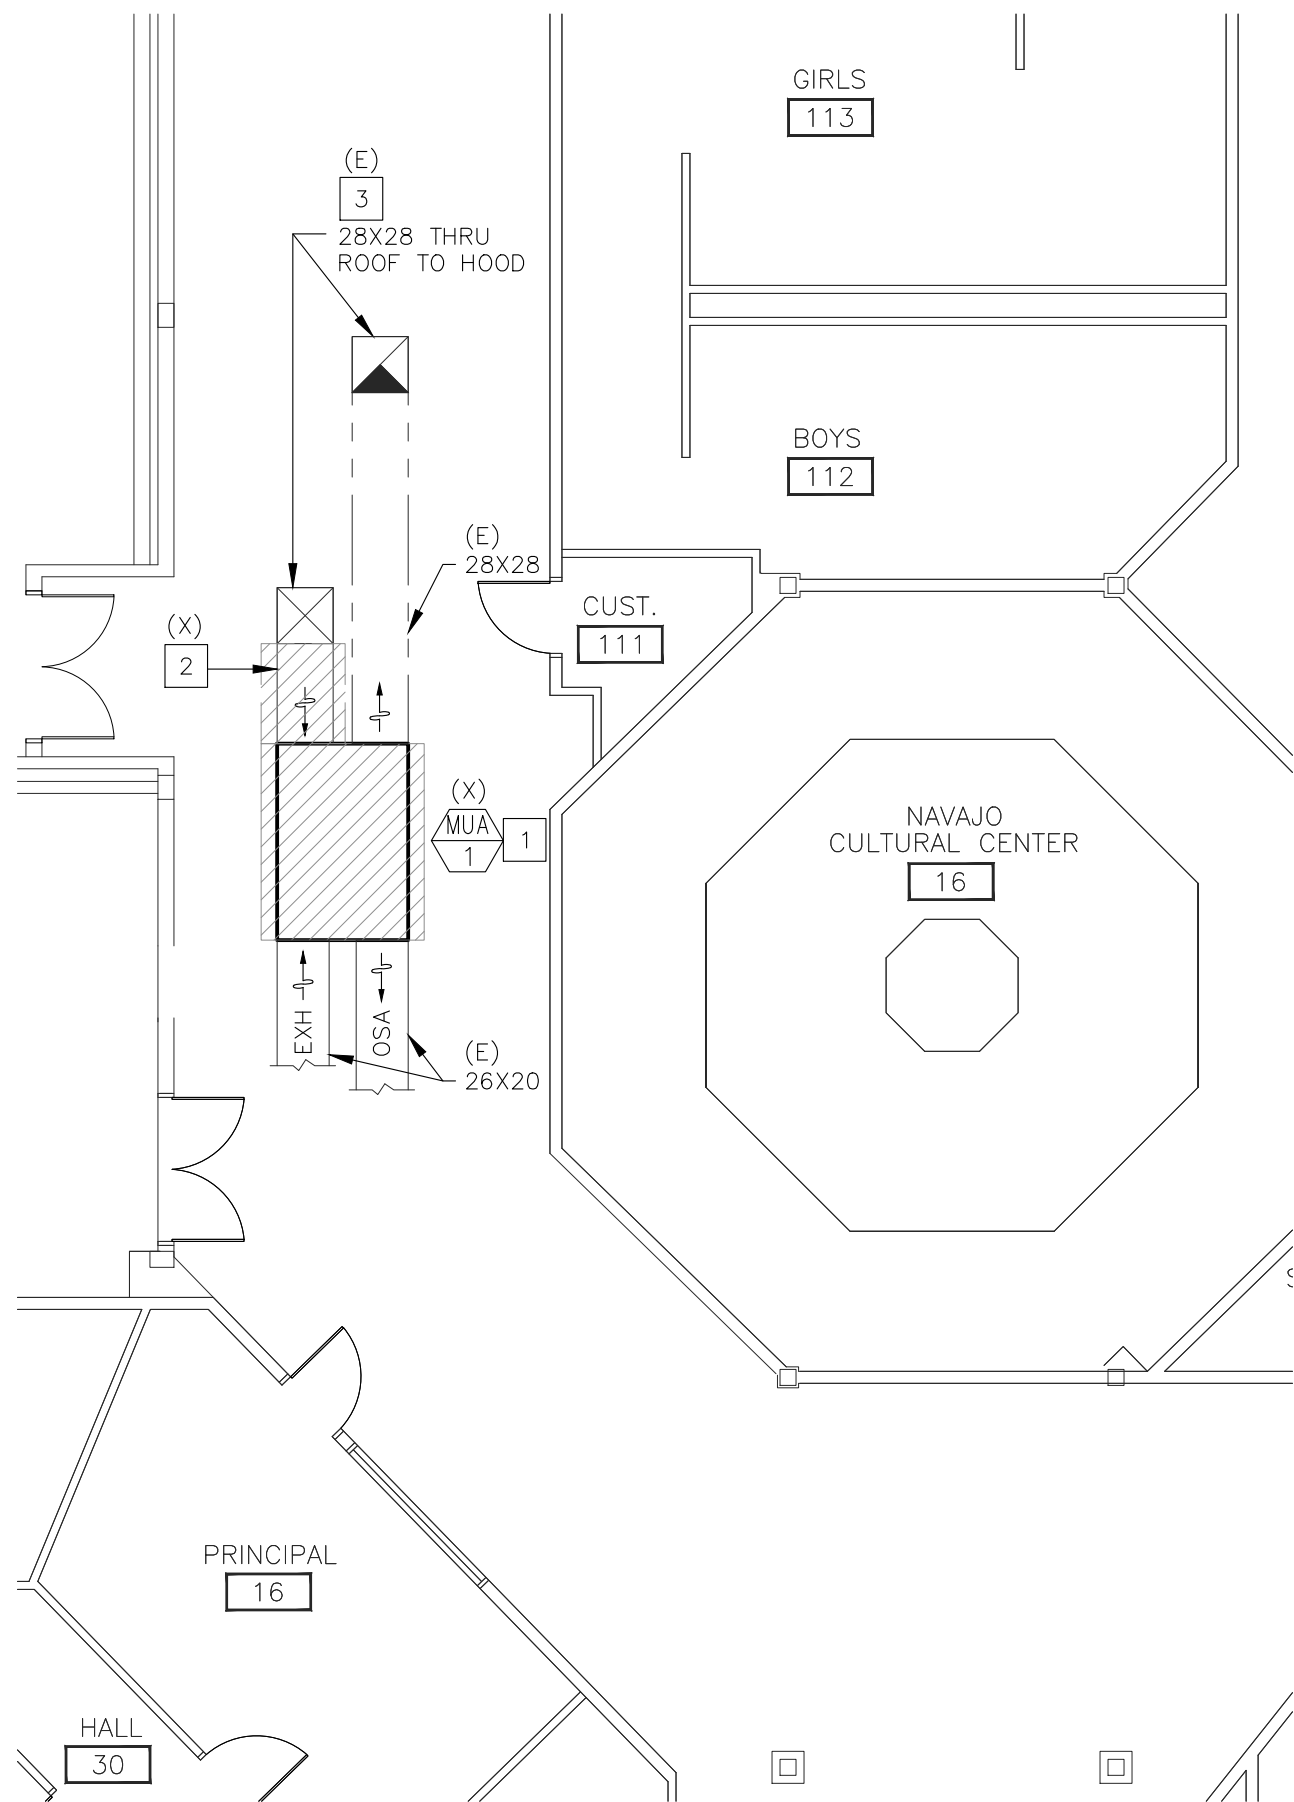 GIRLS
113
(E)
3
28X28 THRU
ROOF TO HOOD
BOYS
112
(E)
28X28
CUST.
111
(X)
2
(X)
MUA
1
1
NAVAJO
CULTURAL CENTER
16
EXH
OSA
(E)
26X20
PRINCIPAL
16
HALL
30